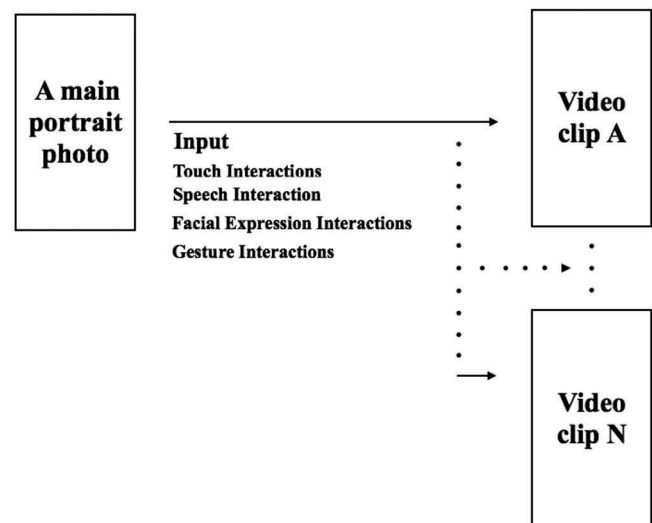 A main
portrait
photo
Input
Touch Interactions
Speech Interaction
Facial Expression Interactions
Gesture Interactions
Video
clip A
Video
clip N